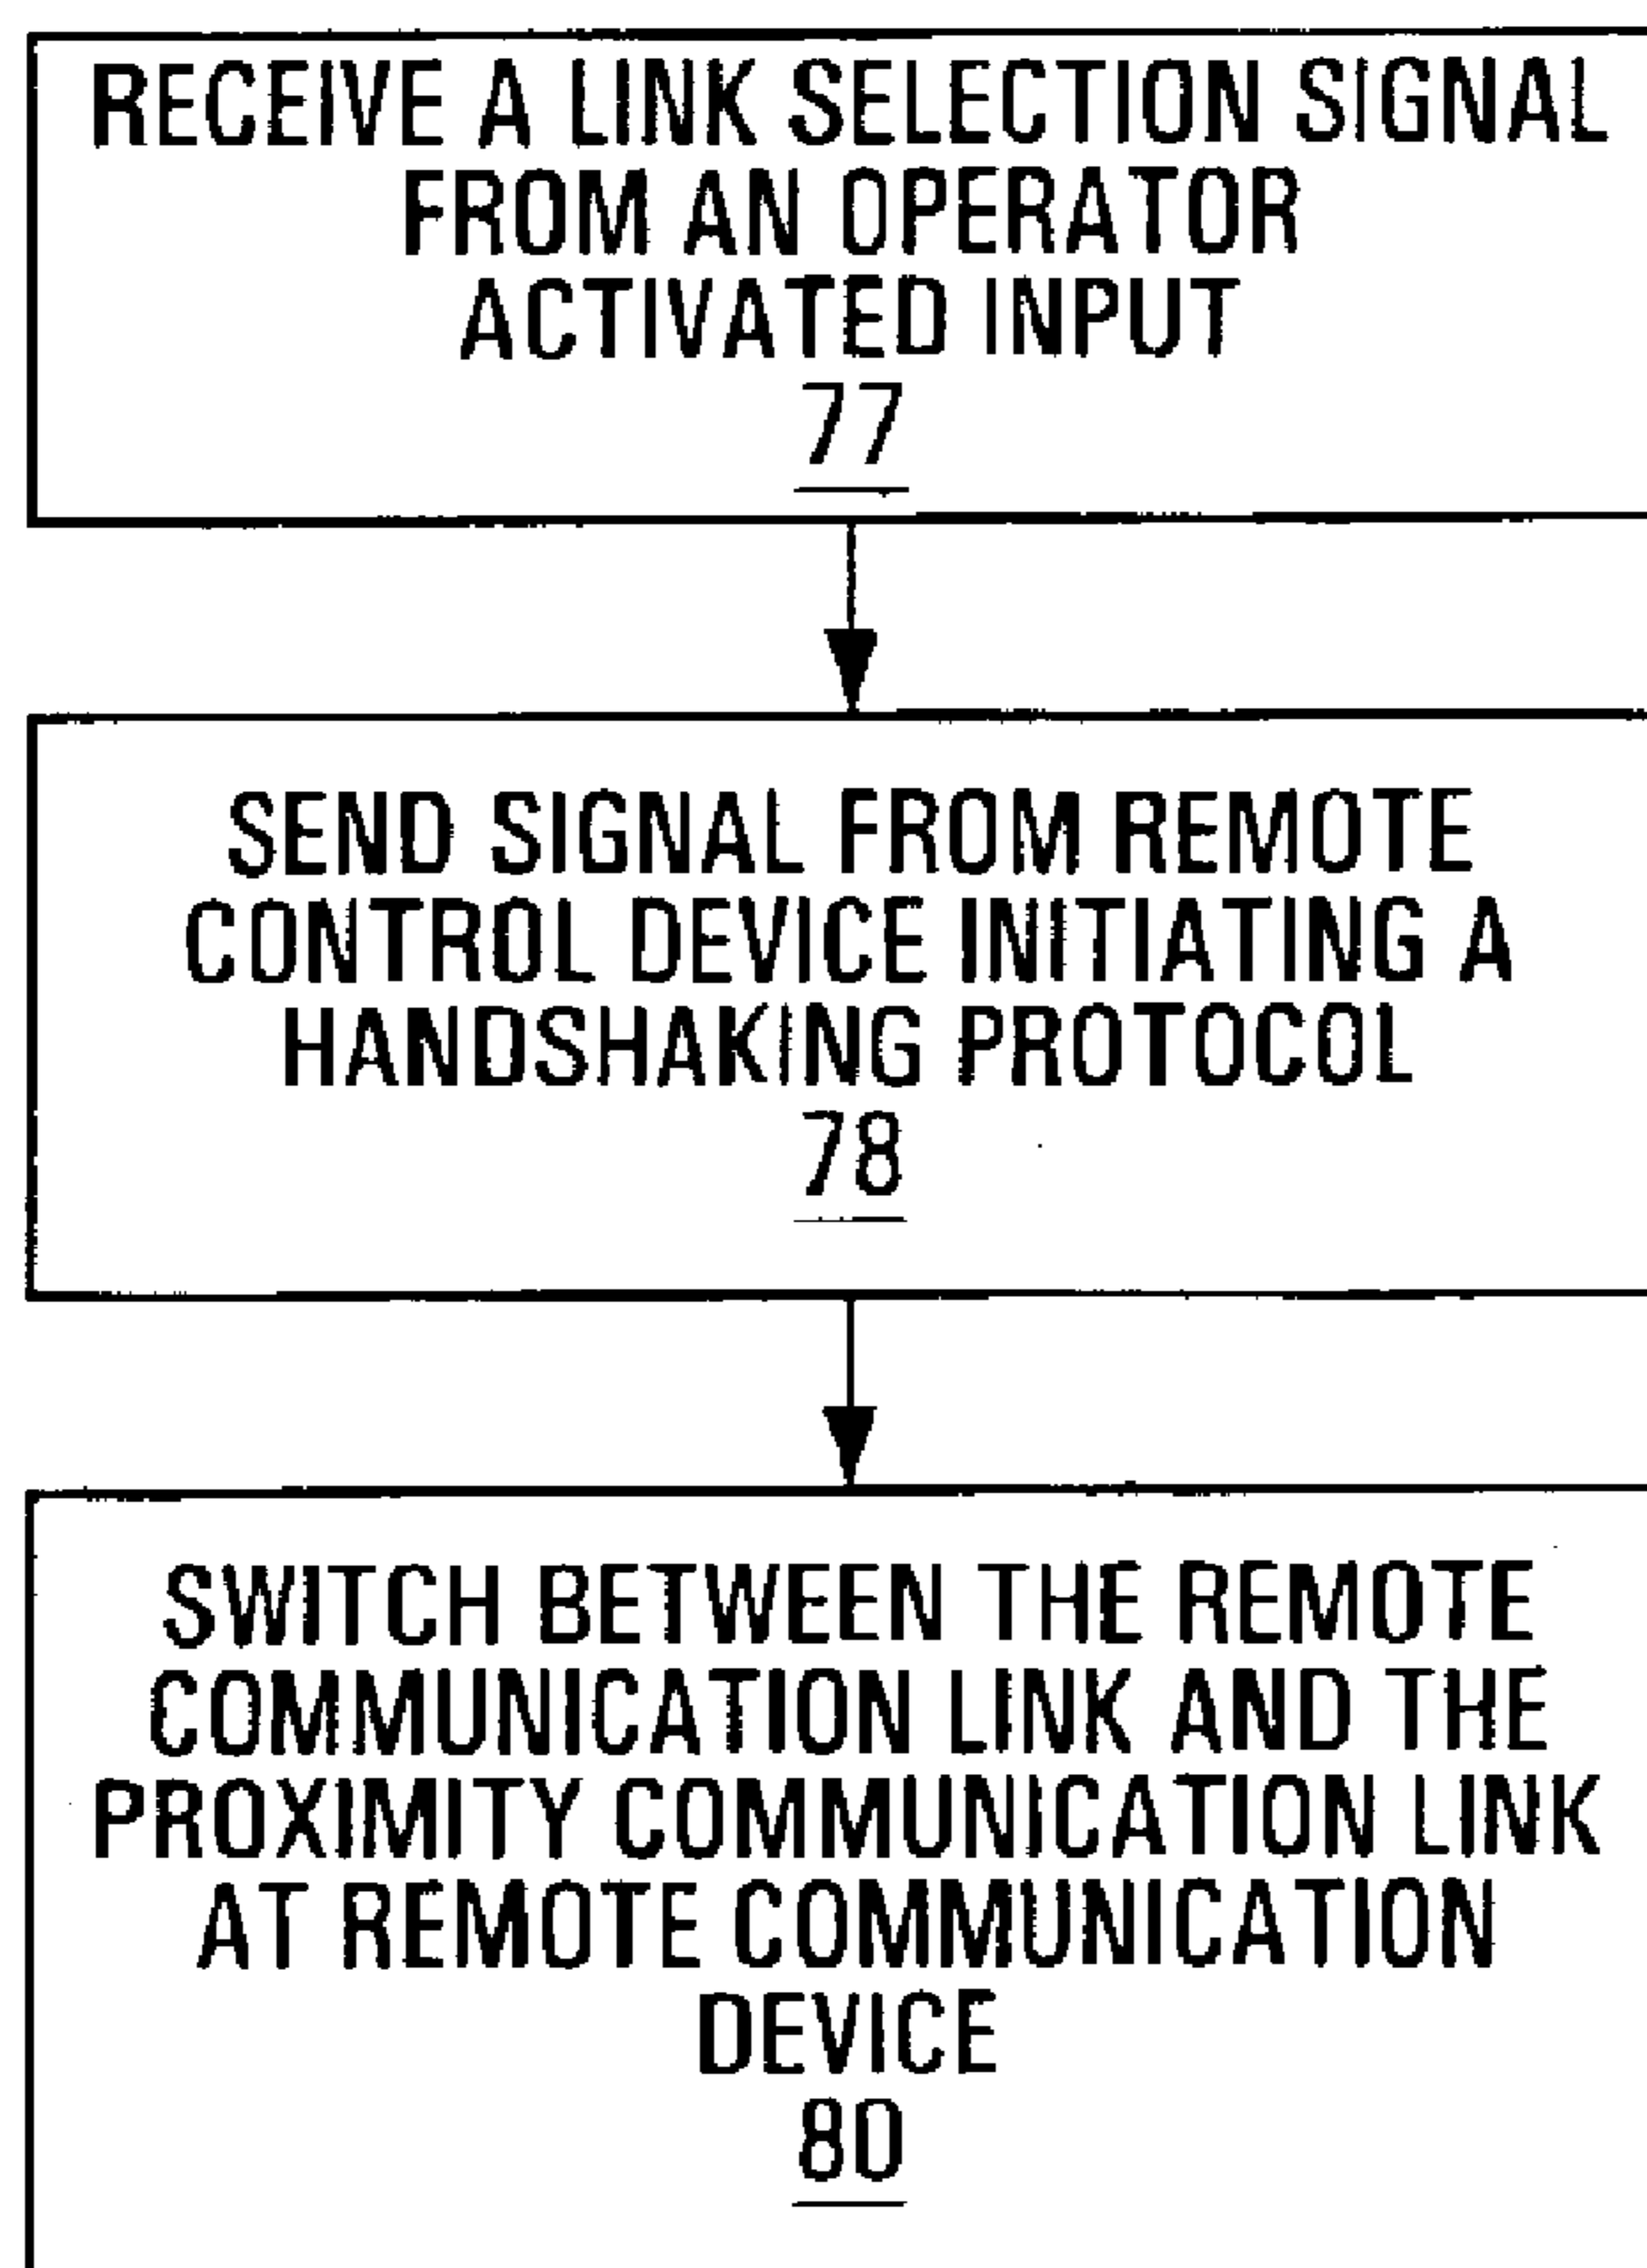 RECEIVE A LINK SELECTION SIGNAL
FROM AN OPERATOR
ACTIVATED INPUT
77
SEND SIGNAL FROM REMOTE
CONTROL DEVICE INITIATING A
HANDSHAKING PROTOCOL
78
SWITCH BETWEEN THE REMOTE
COMMUNICATION LINK AND THE
PROXIMITY COMMUNICATION LINK
AT REMOTE COMMUNICATION
DEVICE
80